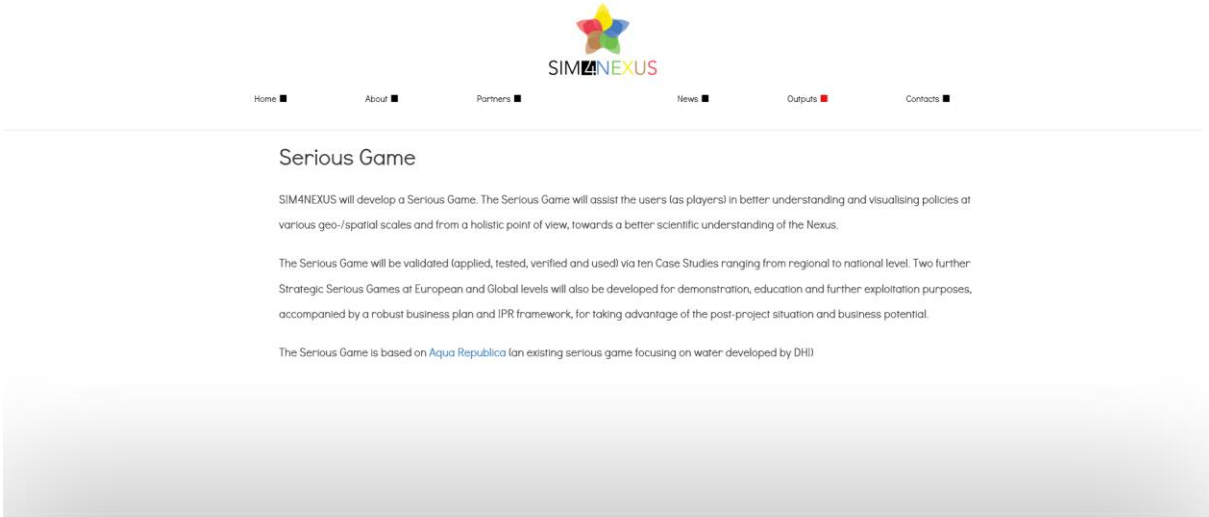 SIM4NEXUS
Home About Partners News Outputs Contacts
Serious Game
SIM4NEXUS will develop a Serious Game. The Serious Game will assist the users (as players) in better understanding and visualising policies at
various geo-/spatial scales and from a holistic point of view, towards a better scientific understanding of the Nexus.
The Serious Game will be validated (applied, tested, verified and used) via ten Case Studies ranging from regional to national level. Two further
Strategic Serious Games at European and Global levels will also be developed for demonstration, education and further exploitation purposes,
accompanied by a robust business plan and IPR framework, for taking advantage of the post-project situation and business potential.
The Serious Game is based on Aqua Republica (an existing serious game focusing on water developed by DHI)